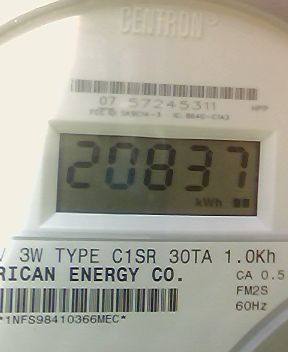 CENTRON®
07 57245311
20837
kWh
V 3W TYPE C1SR 30TA 1.0Kh
RICAN ENERGY CO.
CA 0.5
FM2S
60Hz
*1NFS98410366MEC*